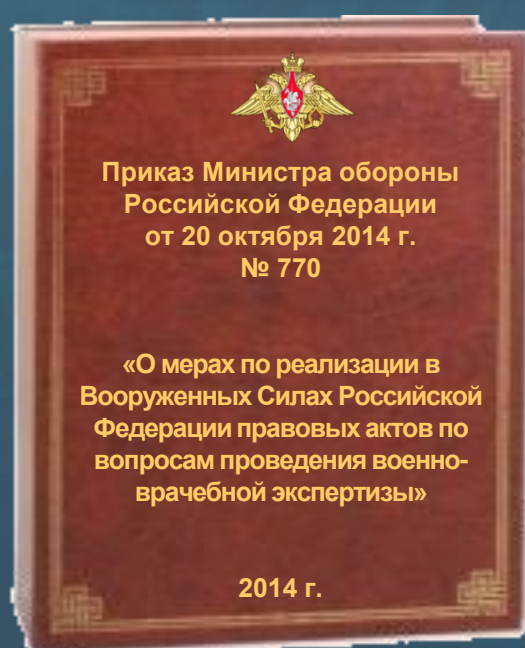 Приказ Министра обороны
Российской Федерации
от 20 октября 2014 г.
№ 770
«О мерах по реализации в
Вооруженных Силах Российской
Федерации правовых актов по
вопросам проведения военно-
врачебной экспертизы»
2014 г.